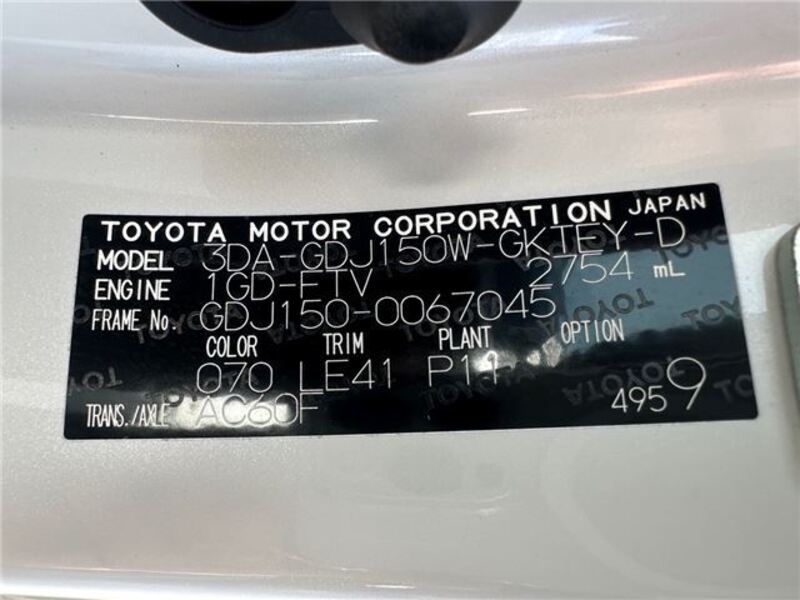 TOYOTA MOTOR CORPORATION JAPAN
MODEL 3DA-GDJ150W-GKTEY-D
ENGINE 1GD-FTV 2754 mL
FRAME No. GDJ150-0067045
COLOR TRIM PLANT OPTION
070 LE41 P11
TRANS./AXLE AC60F 4959